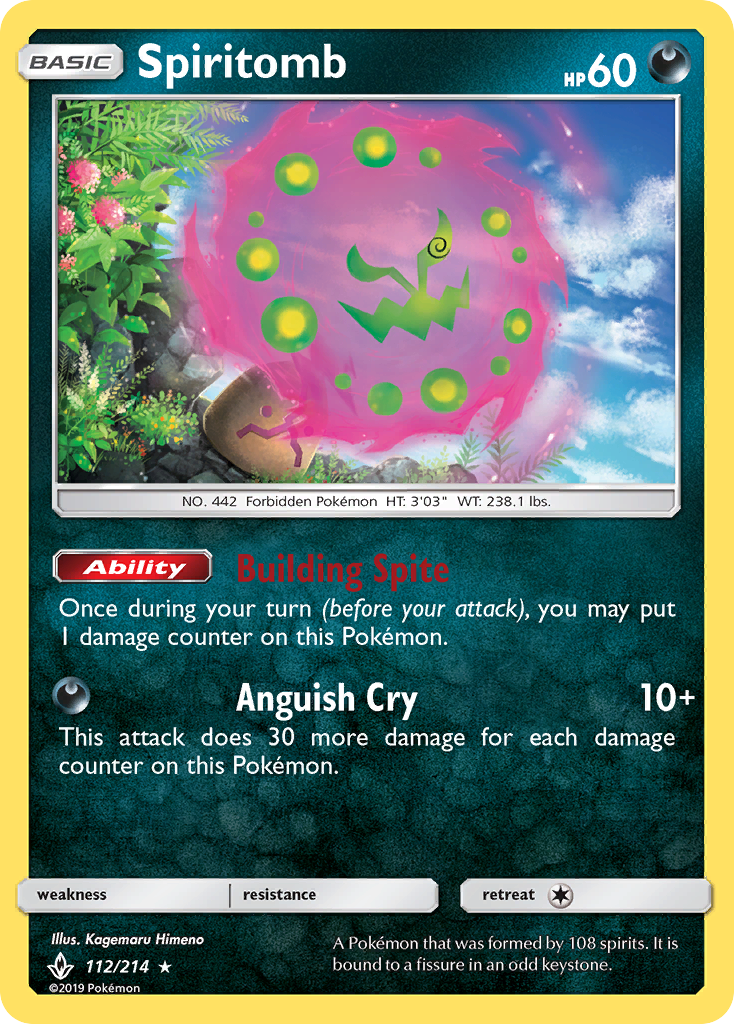 BASIC Spiritomb HP60
NO. 442 Forbidden Pokémon HT: 3'03" WT: 238.1 lbs.
Ability Building Spite
Once during your turn (before your attack), you may put
1 damage counter on this Pokémon.
Anguish Cry 10+
This attack does 30 more damage for each damage
counter on this Pokémon.
weakness resistance retreat
Illus. Kagemaru Himeno
112/214
©2019 Pokémon
A Pokémon that was formed by 108 spirits. It is
bound to a fissure in an odd keystone.